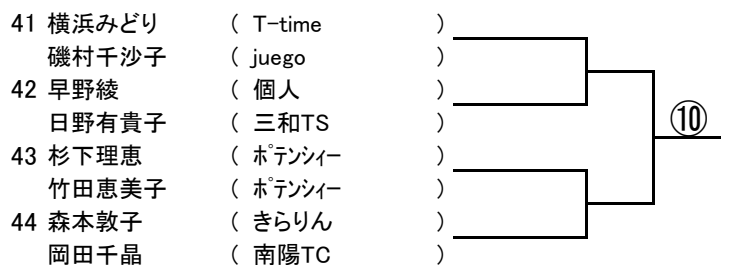 41 横浜みどり ( T-time )
磯村千沙子 ( juego )
42 早野綾 ( 個人 )
日野有貴子 ( 三和TS )
⑩
43 杉下理恵 ( ﾎﾟﾃﾝｼｨｰ )
竹田恵美子 ( ﾎﾟﾃﾝｼｨｰ )
44 森本敦子 ( きらりん )
岡田千晶 ( 南陽TC )